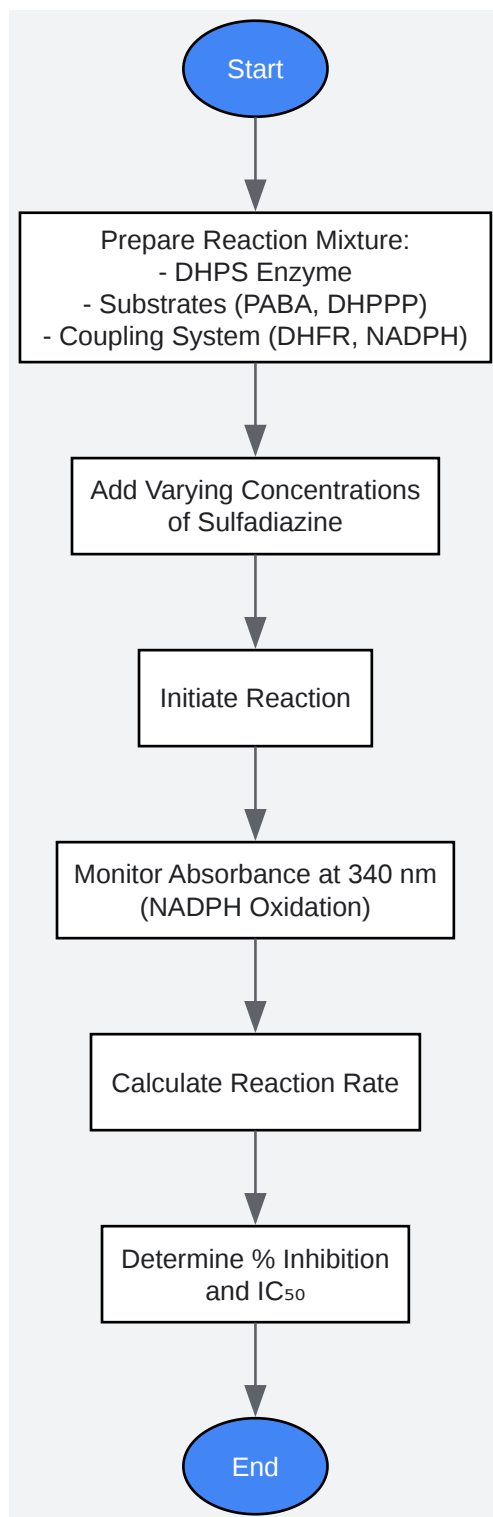 Start
Prepare Reaction Mixture:
- DHPS Enzyme
- Substrates (PABA, DHPPP)
- Coupling System (DHFR, NADPH)
Add Varying Concentrations
of Sulfadiazine
Initiate Reaction
Monitor Absorbance at 340 nm
(NADPH Oxidation)
Calculate Reaction Rate
Determine % Inhibition
and IC₅₀
End